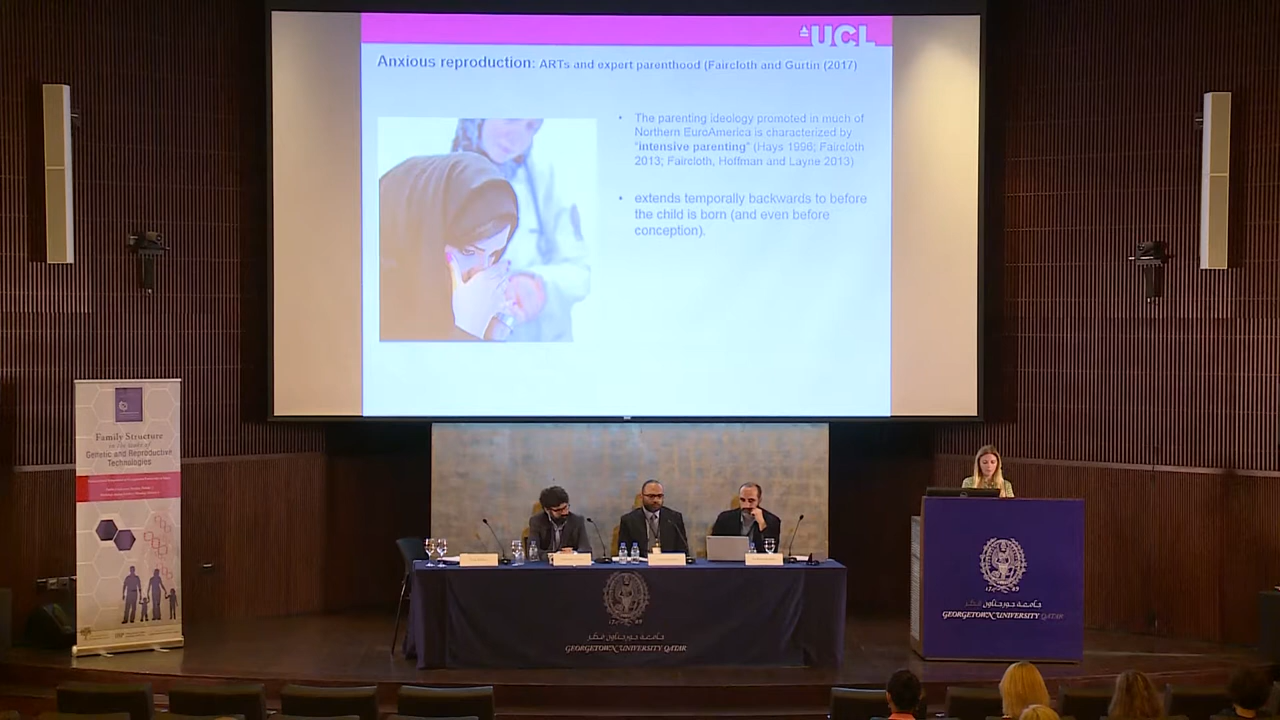 UCL
Anxious reproduction: ARTs and expert parenthood (Faircloth and Gurtin (2017)
• The parenting ideology promoted in much of
Northern EuroAmerica is characterized by
"intensive parenting" (Hays 1996; Faircloth
2013; Faircloth, Hoffman and Layne 2013)
• extends temporally backwards to before
the child is born (and even before
conception).
Family Structure
Genetic and Reproductive
Technologies
جامعة جورجتاون قطر
GEORGETOWN UNIVERSITY QATAR
جامعة جورجتاون قطر
GEORGETOWN UNIVERSITY QATAR